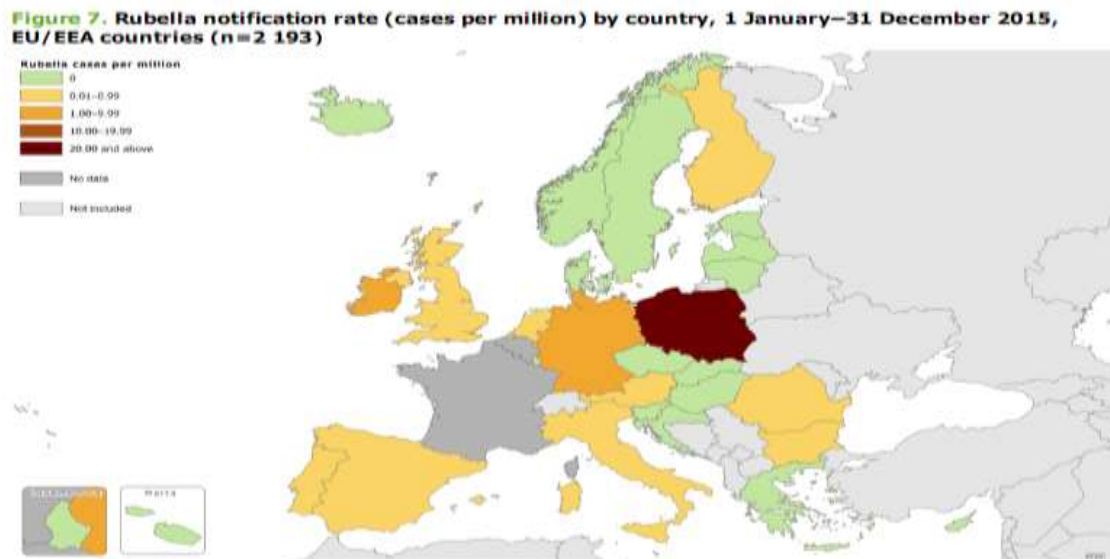 Figure 7. Rubella notification rate (cases per million) by country, 1 January–31 December 2015,
EU/EEA countries (n=2 193)
Rubella cases per million
0
0.01–0.99
1.00–9.99
10.00–19.99
20.00 and above
No data
Not included
Malta